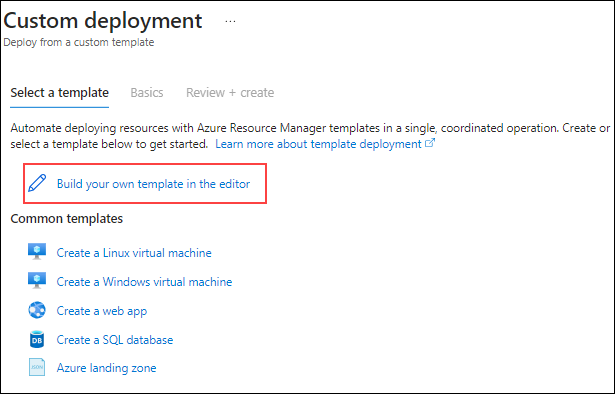 Custom deployment ...
Deploy from a custom template
Select a template Basics Review + create
Automate deploying resources with Azure Resource Manager templates in a single, coordinated operation. Create or
select a template below to get started. Learn more about template deployment
Build your own template in the editor
Common templates
Create a Linux virtual machine
Create a Windows virtual machine
Create a web app
DB Create a SQL database
JSON Azure landing zone